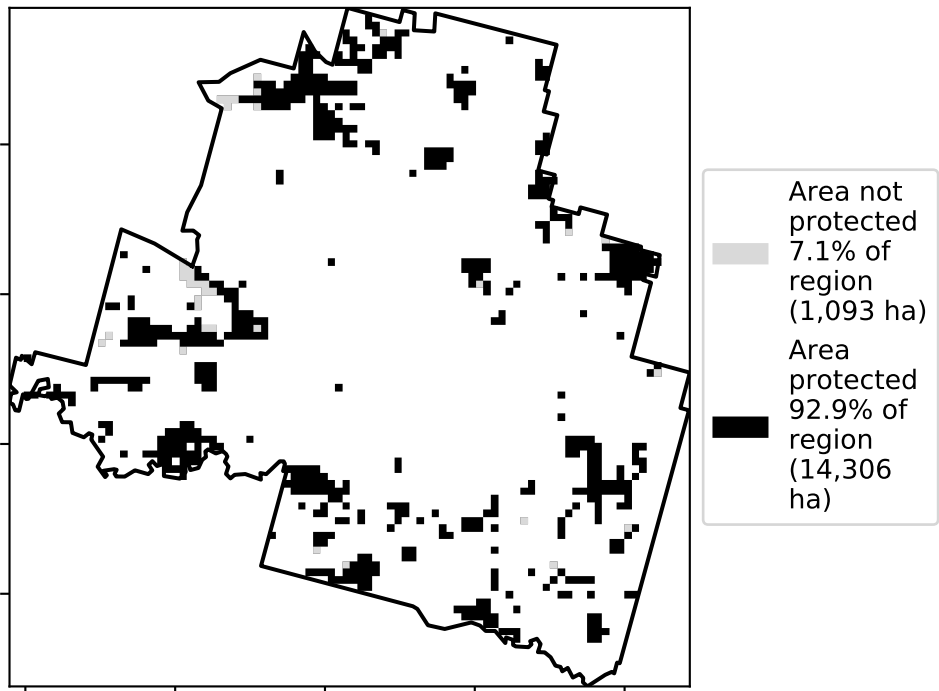 Area not
protected
7.1% of
region
(1,093 ha)
Area
protected
92.9% of
region
(14,306
ha)